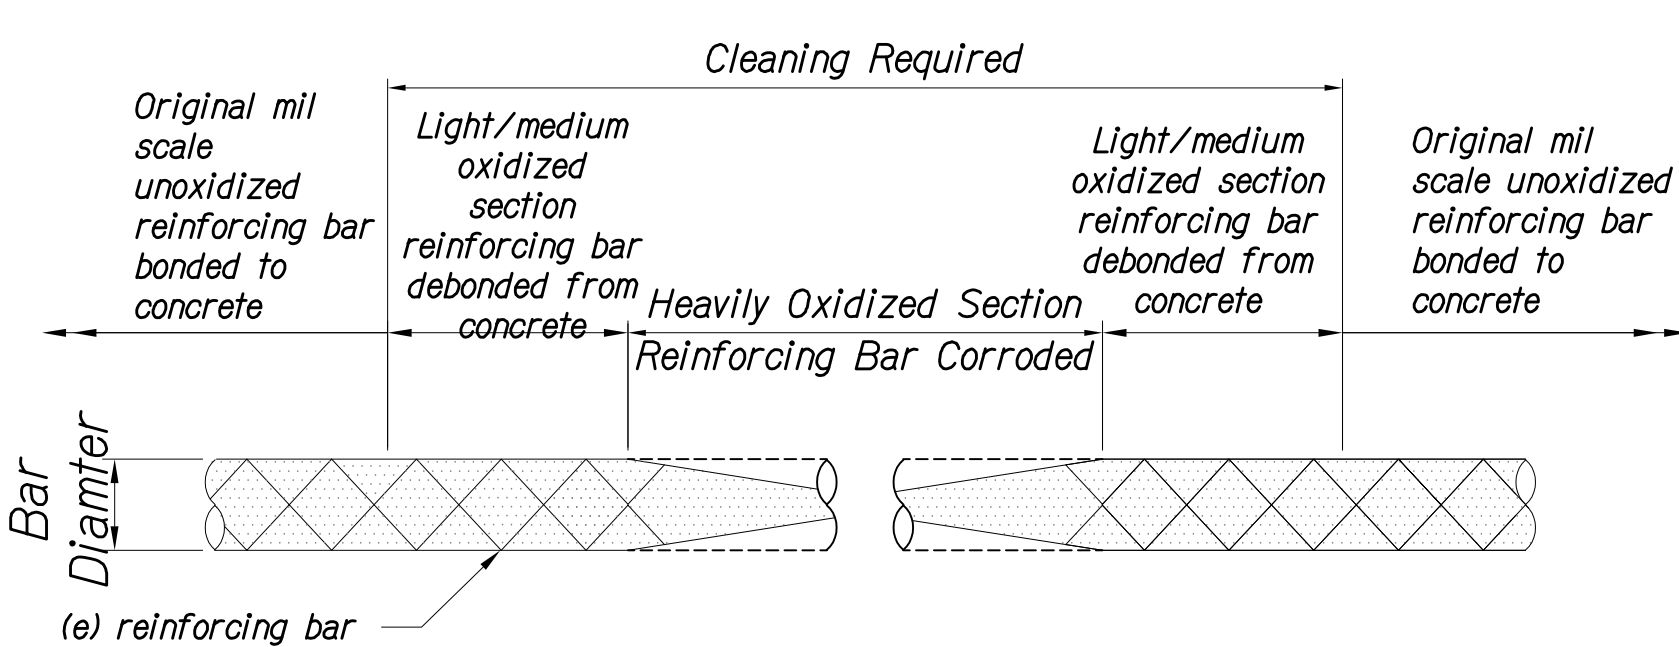 Cleaning Required
Original mil
scale
unoxidized
reinforcing bar
bonded to
concrete
Light/medium
oxidized
section
reinforcing bar
debonded from
concrete
Heavily Oxidized Section
Reinforcing Bar Corroded
Light/medium
oxidized section
reinforcing bar
debonded from
concrete
Original mil
scale unoxidized
reinforcing bar
bonded to
concrete
Bar
Diamter
(e) reinforcing bar